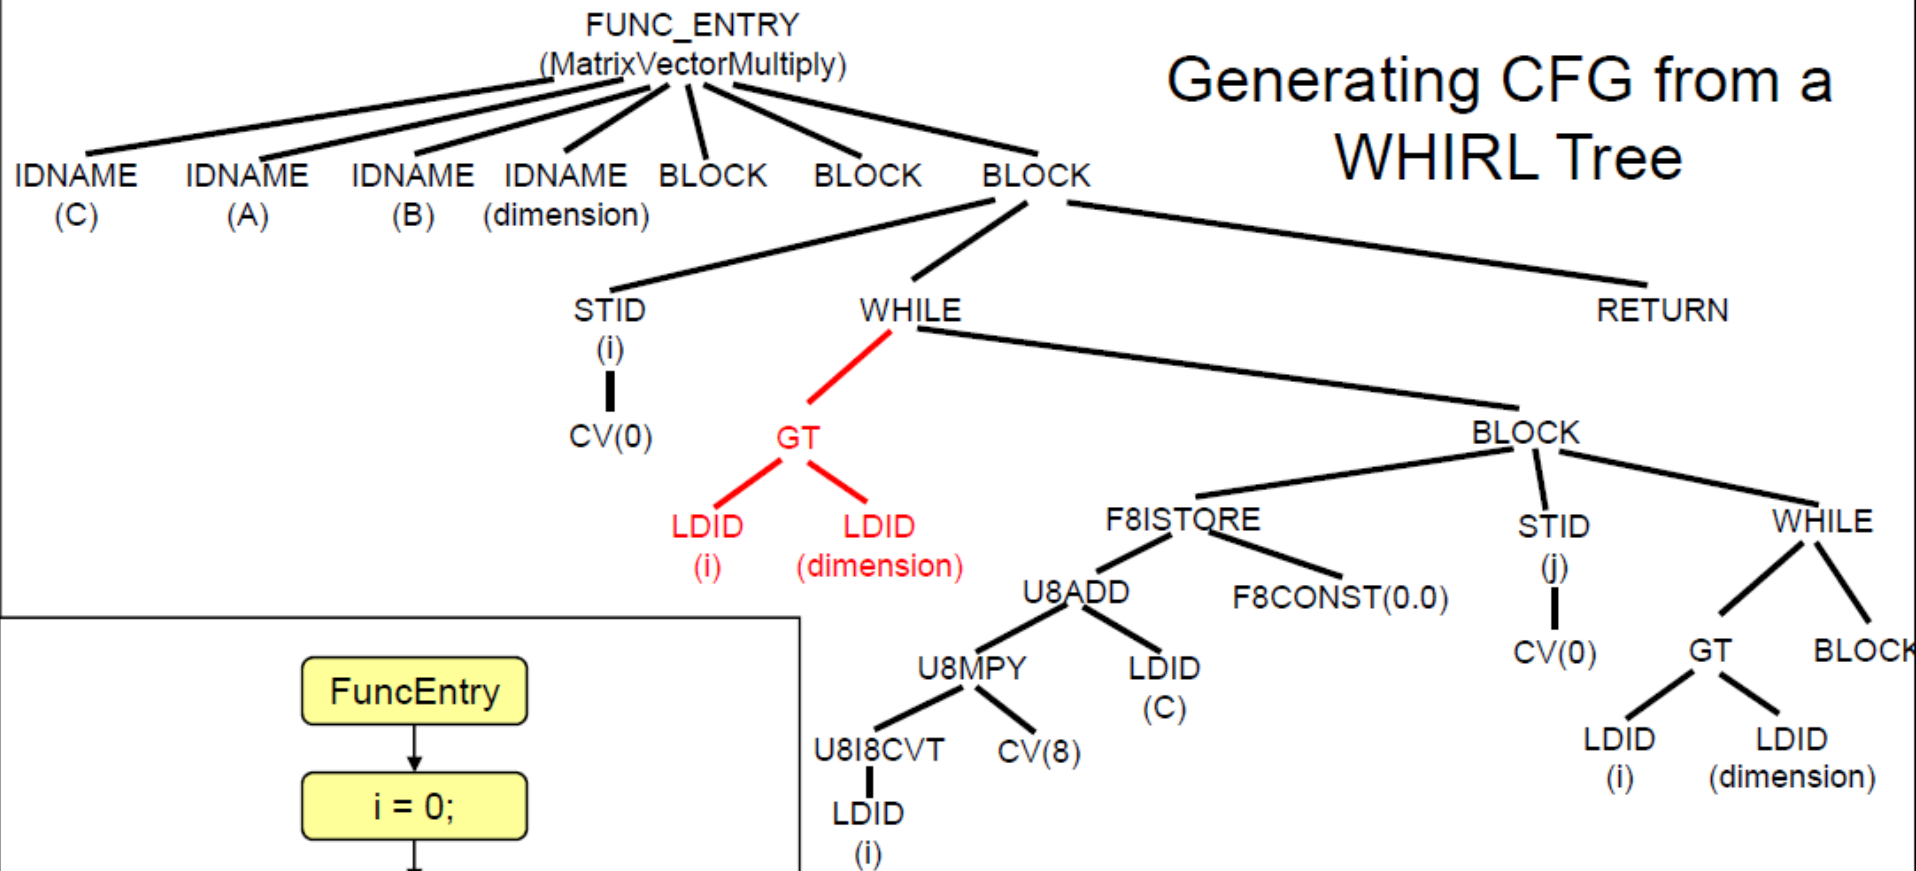 FUNC_ENTRY
(MatrixVectorMultiply)
Generating CFG from a
WHIRL Tree
IDNAME IDNAME IDNAME IDNAME BLOCK BLOCK BLOCK
(C) (A) (B) (dimension)
STID WHILE RETURN
(i)
CV(0) GT BLOCK
LDID LDID F8ISTORE STID WHILE
(i) (dimension) (j)
U8ADD F8CONST(0.0)
U8MPY LDID CV(0) GT BLOCK
(C)
FuncEntry
U8I8CVT CV(8) LDID LDID
(i) (dimension)
i = 0; LDID
(i)